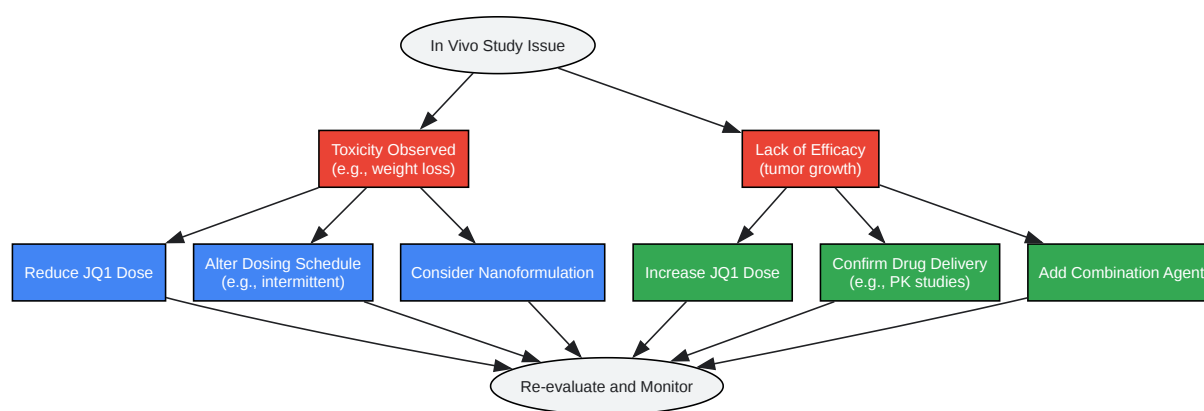 In Vivo Study Issue
Toxicity Observed
(e.g., weight loss)
Lack of Efficacy
(tumor growth)
Reduce JQ1 Dose
Alter Dosing Schedule
(e.g., intermittent)
Consider Nanoformulation
Increase JQ1 Dose
Confirm Drug Delivery
(e.g., PK studies)
Add Combination Agent
Re-evaluate and Monitor